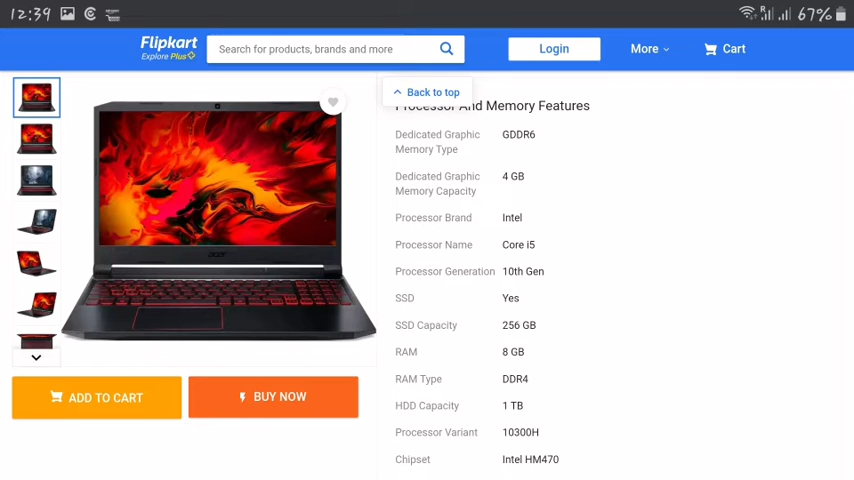 12:39
67%
Flipkart
Explore Plus
Search for products, brands and more
Login
More
Cart
Back to top
Processor And Memory Features
Dedicated Graphic Memory Type
GDDR6
Dedicated Graphic Memory Capacity
4 GB
Processor Brand
Intel
Processor Name
Core i5
Processor Generation
10th Gen
SSD
Yes
SSD Capacity
256 GB
RAM
8 GB
RAM Type
DDR4
HDD Capacity
1 TB
Processor Variant
10300H
Chipset
Intel HM470
acer
ADD TO CART
BUY NOW